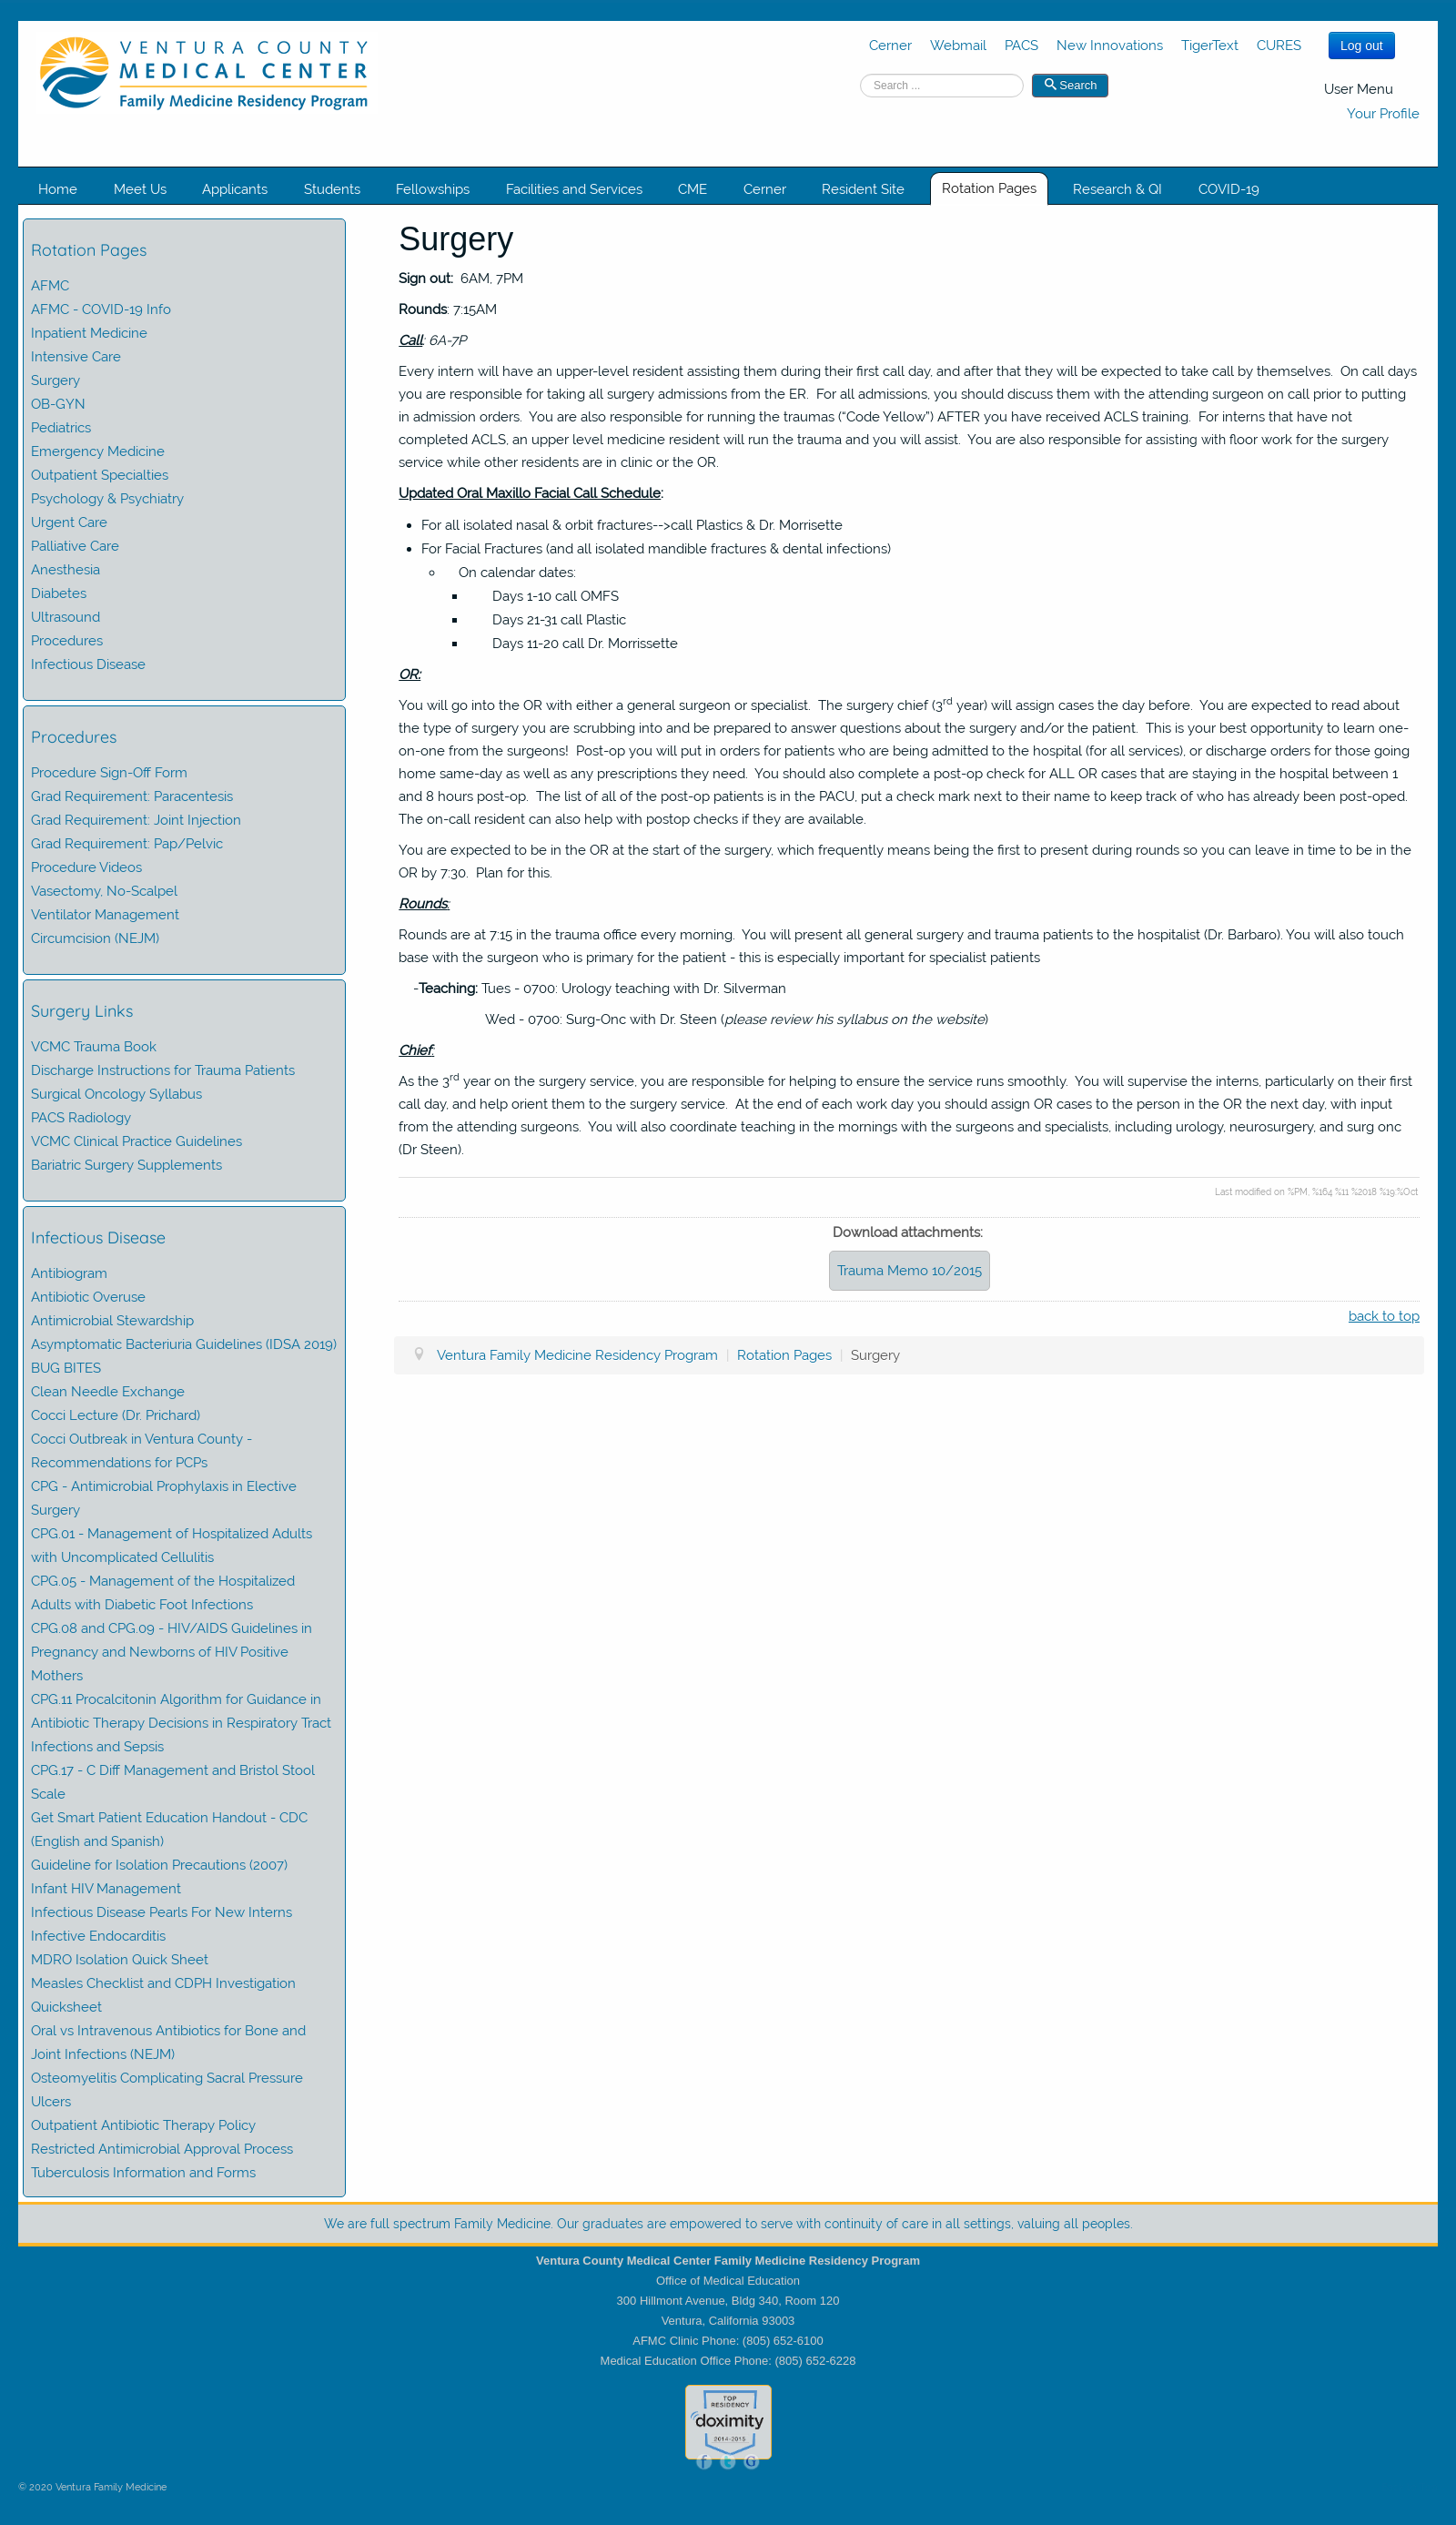 VENTURA COUNTY
MEDICAL CENTER
Family Medicine Residency Program
Cerner Webmail PACS New Innovations TigerText CURES Log out
Search ... Search
User Menu
Your Profile
Home Meet Us Applicants Students Fellowships Facilities and Services CME Cerner Resident Site Rotation Pages Research & QI COVID-19
Rotation Pages
AFMC
AFMC - COVID-19 Info
Inpatient Medicine
Intensive Care
Surgery
OB-GYN
Pediatrics
Emergency Medicine
Outpatient Specialties
Psychology & Psychiatry
Urgent Care
Palliative Care
Anesthesia
Diabetes
Ultrasound
Procedures
Infectious Disease
Procedures
Procedure Sign-Off Form
Grad Requirement: Paracentesis
Grad Requirement: Joint Injection
Grad Requirement: Pap/Pelvic
Procedure Videos
Vasectomy, No-Scalpel
Ventilator Management
Circumcision (NEJM)
Surgery Links
VCMC Trauma Book
Discharge Instructions for Trauma Patients
Surgical Oncology Syllabus
PACS Radiology
VCMC Clinical Practice Guidelines
Bariatric Surgery Supplements
Infectious Disease
Antibiogram
Antibiotic Overuse
Antimicrobial Stewardship
Asymptomatic Bacteriuria Guidelines (IDSA 2019)
BUG BITES
Clean Needle Exchange
Cocci Lecture (Dr. Prichard)
Cocci Outbreak in Ventura County -
Recommendations for PCPs
CPG - Antimicrobial Prophylaxis in Elective
Surgery
CPG.01 - Management of Hospitalized Adults
with Uncomplicated Cellulitis
CPG.05 - Management of the Hospitalized
Adults with Diabetic Foot Infections
CPG.08 and CPG.09 - HIV/AIDS Guidelines in
Pregnancy and Newborns of HIV Positive
Mothers
CPG.11 Procalcitonin Algorithm for Guidance in
Antibiotic Therapy Decisions in Respiratory Tract
Infections and Sepsis
CPG.17 - C Diff Management and Bristol Stool
Scale
Get Smart Patient Education Handout - CDC
(English and Spanish)
Guideline for Isolation Precautions (2007)
Infant HIV Management
Infectious Disease Pearls For New Interns
Infective Endocarditis
MDRO Isolation Quick Sheet
Measles Checklist and CDPH Investigation
Quicksheet
Oral vs Intravenous Antibiotics for Bone and
Joint Infections (NEJM)
Osteomyelitis Complicating Sacral Pressure
Ulcers
Outpatient Antibiotic Therapy Policy
Restricted Antimicrobial Approval Process
Tuberculosis Information and Forms
Surgery
Sign out: 6AM, 7PM
Rounds: 7:15AM
Call: 6A-7P
Every intern will have an upper-level resident assisting them during their first call day, and after that they will be expected to take call by themselves. On call days
you are responsible for taking all surgery admissions from the ER. For all admissions, you should discuss them with the attending surgeon on call prior to putting
in admission orders. You are also responsible for running the traumas (“Code Yellow”) AFTER you have received ACLS training. For interns that have not
completed ACLS, an upper level medicine resident will run the trauma and you will assist. You are also responsible for assisting with floor work for the surgery
service while other residents are in clinic or the OR.
Updated Oral Maxillo Facial Call Schedule:
• For all isolated nasal & orbit fractures-->call Plastics & Dr. Morrisette
• For Facial Fractures (and all isolated mandible fractures & dental infections)
◦ On calendar dates:
▪ Days 1-10 call OMFS
▪ Days 21-31 call Plastic
▪ Days 11-20 call Dr. Morrissette
OR:
You will go into the OR with either a general surgeon or specialist. The surgery chief (3rd year) will assign cases the day before. You are expected to read about
the type of surgery you are scrubbing into and be prepared to answer questions about the surgery and/or the patient. This is your best opportunity to learn one-
on-one from the surgeons! Post-op you will put in orders for patients who are being admitted to the hospital (for all services), or discharge orders for those going
home same-day as well as any prescriptions they need. You should also complete a post-op check for ALL OR cases that are staying in the hospital between 1
and 8 hours post-op. The list of all of the post-op patients is in the PACU, put a check mark next to their name to keep track of who has already been post-oped.
The on-call resident can also help with postop checks if they are available.
You are expected to be in the OR at the start of the surgery, which frequently means being the first to present during rounds so you can leave in time to be in the
OR by 7:30. Plan for this.
Rounds:
Rounds are at 7:15 in the trauma office every morning. You will present all general surgery and trauma patients to the hospitalist (Dr. Barbaro). You will also touch
base with the surgeon who is primary for the patient - this is especially important for specialist patients
-Teaching: Tues - 0700: Urology teaching with Dr. Silverman
Wed - 0700: Surg-Onc with Dr. Steen (please review his syllabus on the website)
Chief:
As the 3rd year on the surgery service, you are responsible for helping to ensure the service runs smoothly. You will supervise the interns, particularly on their first
call day, and help orient them to the surgery service. At the end of each work day you should assign OR cases to the person in the OR the next day, with input
from the attending surgeons. You will also coordinate teaching in the mornings with the surgeons and specialists, including urology, neurosurgery, and surg onc
(Dr Steen).
Last modified on %PM, %164 %11 %2018 %19:%Oct
Download attachments:
Trauma Memo 10/2015
back to top
Ventura Family Medicine Residency Program | Rotation Pages | Surgery
We are full spectrum Family Medicine. Our graduates are empowered to serve with continuity of care in all settings, valuing all peoples.
Ventura County Medical Center Family Medicine Residency Program
Office of Medical Education
300 Hillmont Avenue, Bldg 340, Room 120
Ventura, California 93003
AFMC Clinic Phone: (805) 652-6100
Medical Education Office Phone: (805) 652-6228
TOP
RESIDENCY
doximity
2014-2015
f t G
© 2020 Ventura Family Medicine